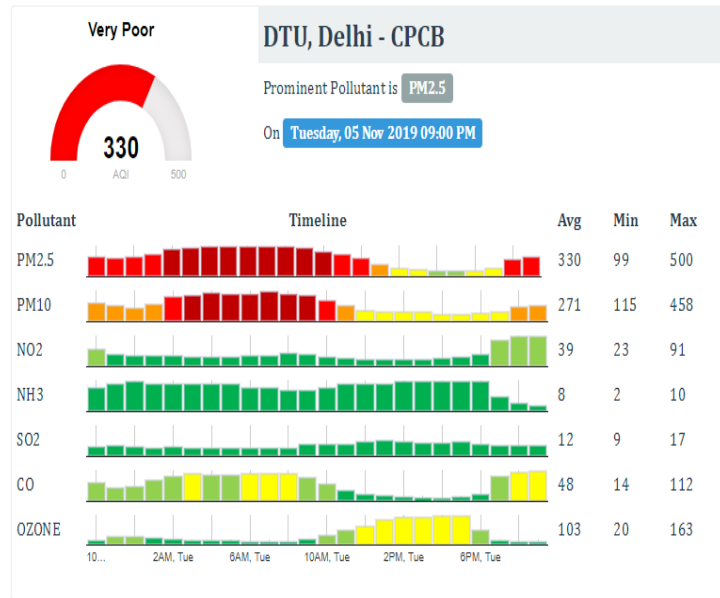 Very Poor
330
0 AQI 500
DTU, Delhi - CPCB
Prominent Pollutant is PM2.5
On Tuesday, 05 Nov 2019 09:00 PM
Pollutant Timeline Avg Min Max
PM2.5 330 99 500
PM10 271 115 458
NO2 39 23 91
NH3 8 2 10
SO2 12 9 17
CO 48 14 112
OZONE 103 20 163
10... 2AM, Tue 6AM, Tue 10AM, Tue 2PM, Tue 6PM, Tue